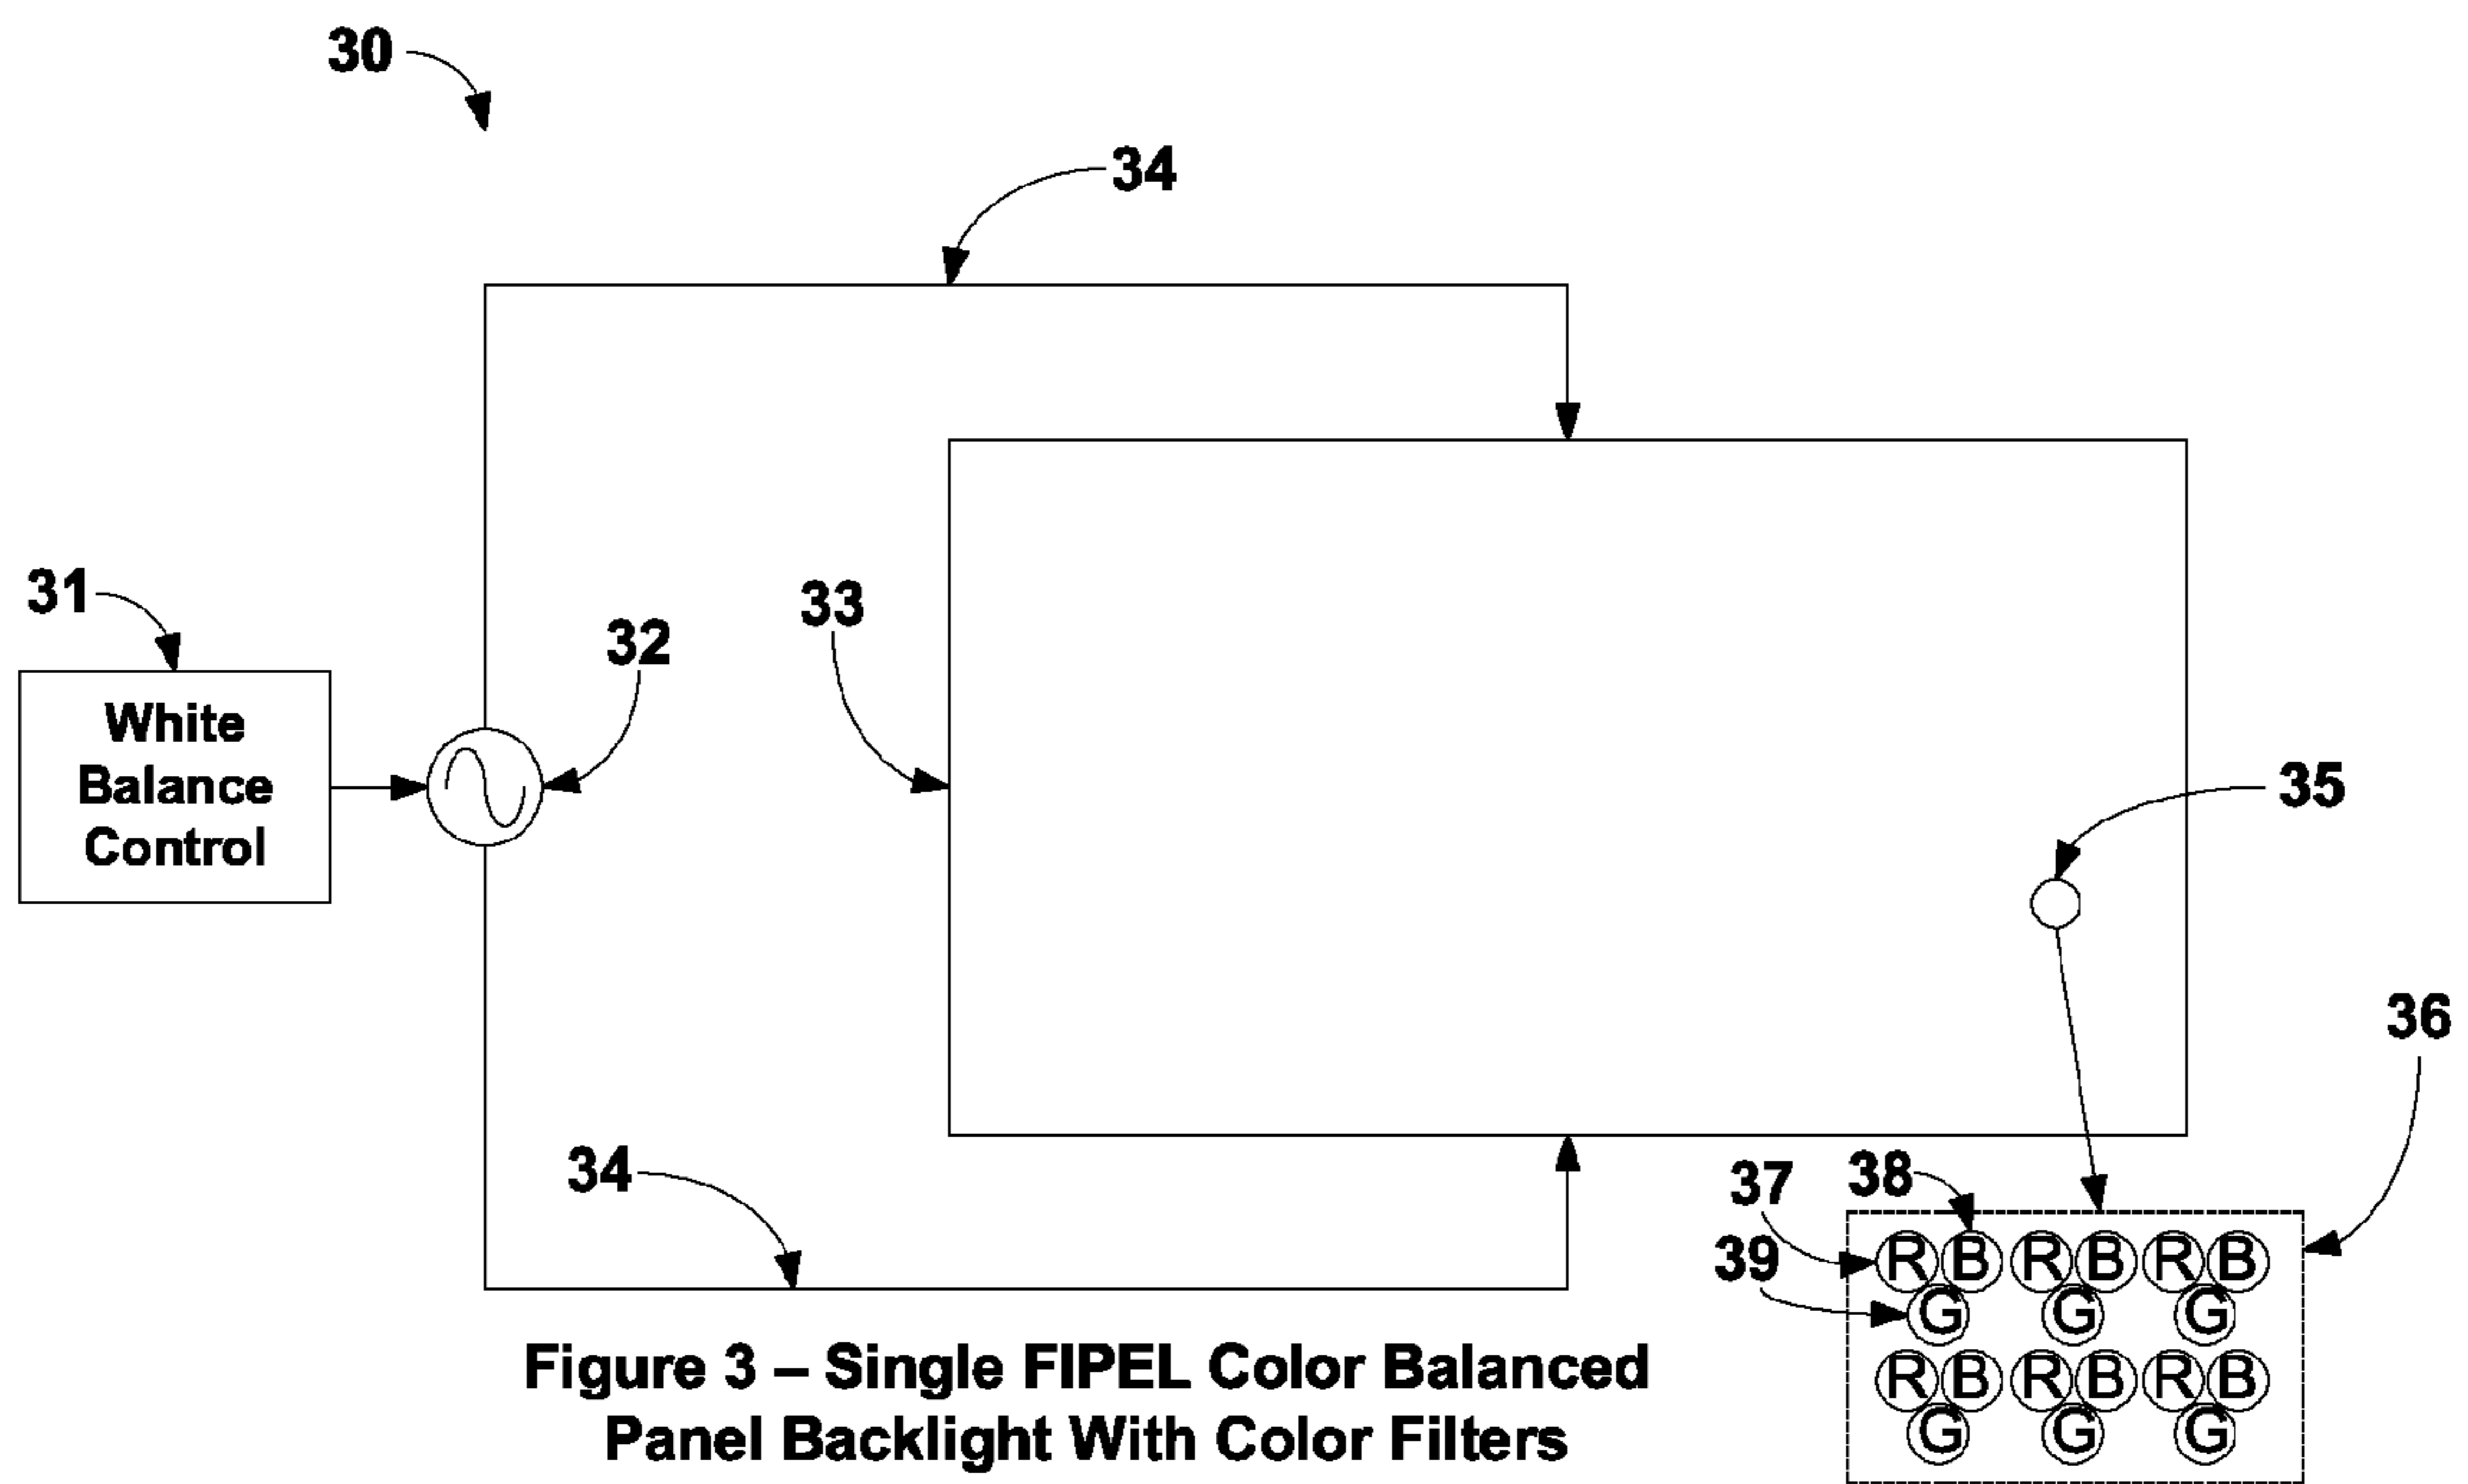 30
34
31
32
33
White
Balance
Control
35
36
34
37
38
39
R B R B R B
G G G
R B R B R B
G G G
Figure 3 – Single FIPEL Color Balanced
Panel Backlight With Color Filters